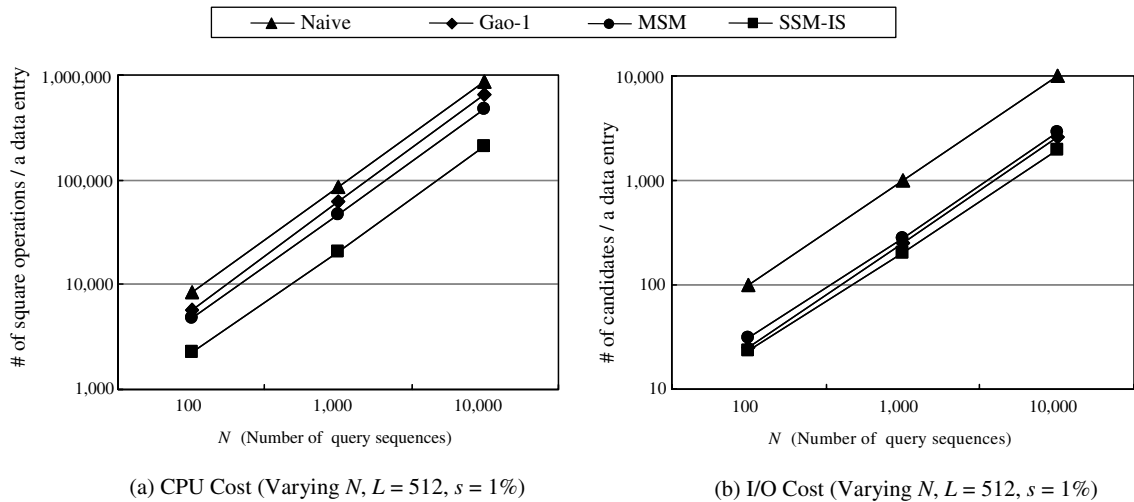 Naive Gao-1 MSM SSM-IS
# of square operations / a data entry
1,000,000
100,000
10,000
1,000
100 1,000 10,000
N (Number of query sequences)
(a) CPU Cost (Varying N, L = 512, s = 1%)
# of candidates / a data entry
10,000
1,000
100
10
100 1,000 10,000
N (Number of query sequences)
(b) I/O Cost (Varying N, L = 512, s = 1%)